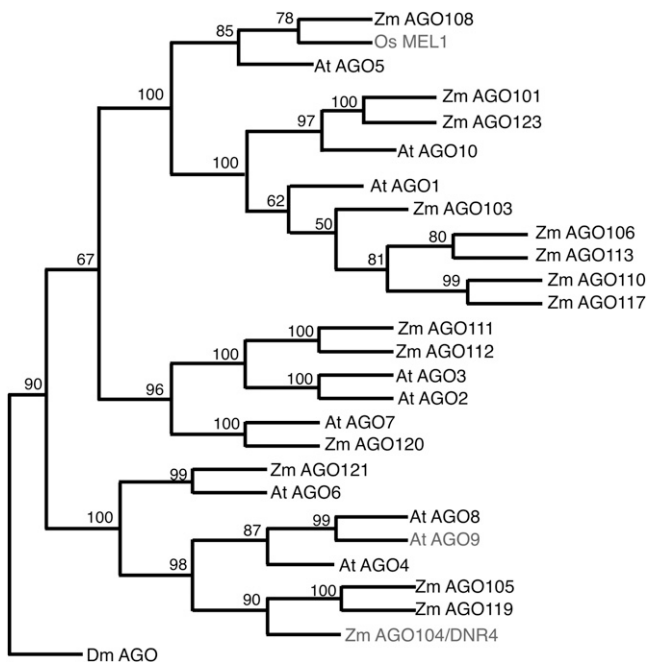 78
Zm AGO108
85
Os MEL1
At AGO5
100
Zm AGO101
100
97
Zm AGO123
At AGO10
100
At AGO1
62
Zm AGO103
50
Zm AGO106
80
81
Zm AGO113
67
99
Zm AGO110
Zm AGO117
100
Zm AGO111
100
Zm AGO112
At AGO3
100
90
96
At AGO2
At AGO7
100
Zm AGO120
Zm AGO121
99
At AGO6
100
At AGO8
99
87
At AGO9
98
At AGO4
Zm AGO105
100
90
Zm AGO119
Zm AGO104/DNR4
Dm AGO